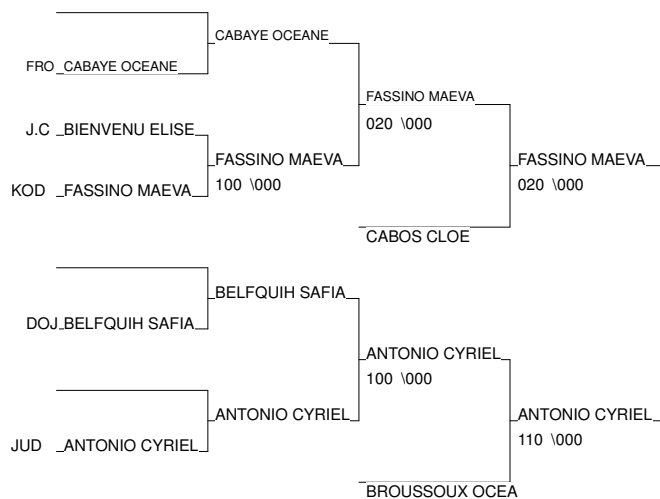 CABAYE OCEANE
FRO CABAYE OCEANE
FASSINO MAEVA
020 \000
J.C BIENVENU ELISE
FASSINO MAEVA
100 \000
FASSINO MAEVA
020 \000
KOD FASSINO MAEVA
CABOS CLOE
BELFQUIH SAFIA
DOJ BELFQUIH SAFIA
ANTONIO CYRIEL
100 \000
ANTONIO CYRIEL
ANTONIO CYRIEL
110 \000
JUD ANTONIO CYRIEL
BROUSSOUX OCEA